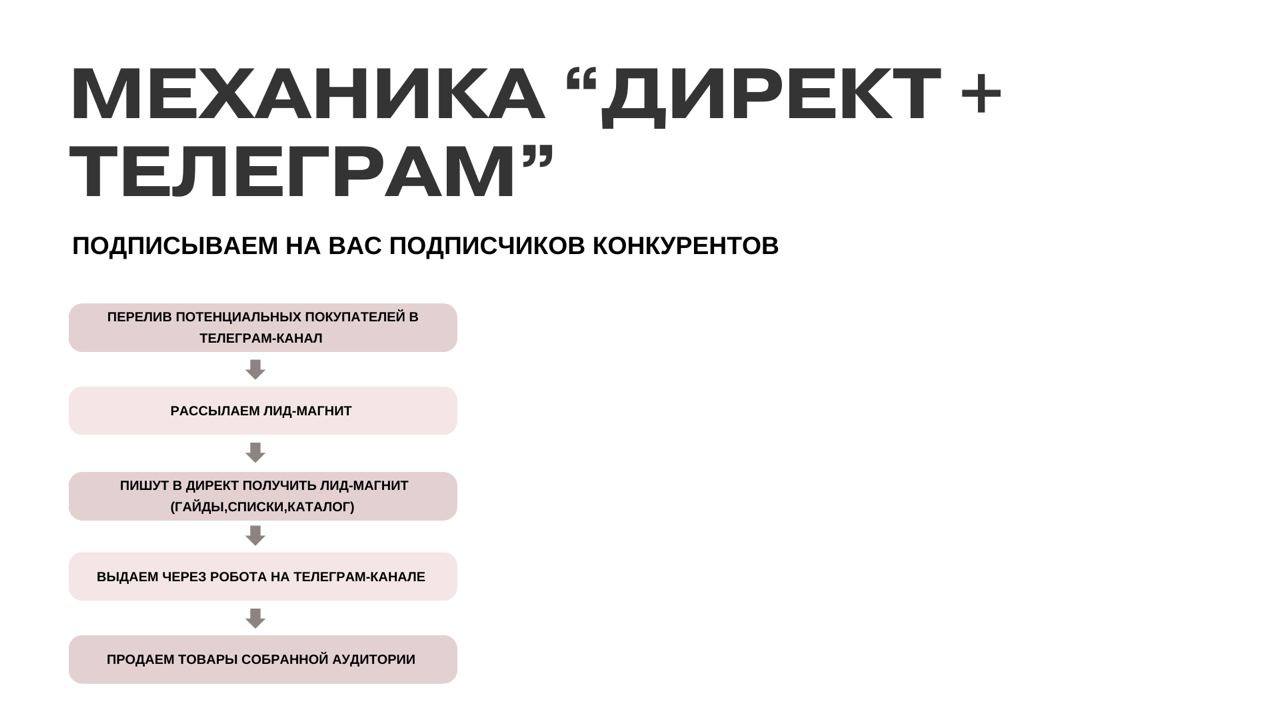 МЕХАНИКА “ДИРЕКТ +
ТЕЛЕГРАМ”
ПОДПИСЫВАЕМ НА ВАС ПОДПИСЧИКОВ КОНКУРЕНТОВ
ПЕРЕЛИВ ПОТЕНЦИАЛЬНЫХ ПОКУПАТЕЛЕЙ В
ТЕЛЕГРАМ-КАНАЛ
РАССЫЛАЕМ ЛИД-МАГНИТ
ПИШУТ В ДИРЕКТ ПОЛУЧИТЬ ЛИД-МАГНИТ
(ГАЙДЫ,СПИСКИ,КАТАЛОГ)
ВЫДАЕМ ЧЕРЕЗ РОБОТА НА ТЕЛЕГРАМ-КАНАЛЕ
ПРОДАЕМ ТОВАРЫ СОБРАННОЙ АУДИТОРИИ